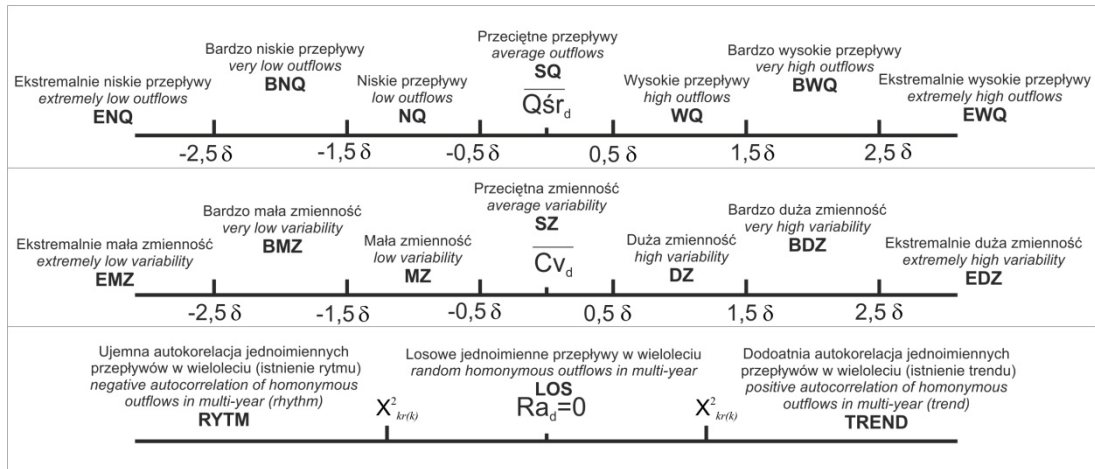 Ekstremalnie niskie przepływy
extremely low outflows
ENQ
Bardzo niskie przepływy
very low outflows
BNQ
Niskie przepływy
low outflows
NQ
Przeciętne przepływy
average outflows
SQ
Qśr_d
Wysokie przepływy
high outflows
WQ
Bardzo wysokie przepływy
very high outflows
BWQ
Ekstremalnie wysokie przepływy
extremely high outflows
EWQ
-2,5 δ -1,5 δ -0,5 δ 0,5 δ 1,5 δ 2,5 δ
Ekstremalnie mała zmienność
extremely low variability
EMZ
Bardzo mała zmienność
very low variability
BMZ
Mała zmienność
low variability
MZ
Przeciętna zmienność
average variability
SZ
Cv_d
Duża zmienność
high variability
DZ
Bardzo duża zmienność
very high variability
BDZ
Ekstremalnie duża zmienność
extremely high variability
EDZ
-2,5 δ -1,5 δ -0,5 δ 0,5 δ 1,5 δ 2,5 δ
Ujemna autokorelacja jednoimiennych
przepływów w wieloleciu (istnienie rytmu)
negative autocorrelation of homonymous
outflows in multi-year (rhythm)
RYTM
X²kr(k)
Losowe jednoimienne przepływy w wieloleciu
random homonymous outflows in multi-year
LOS
Ra_d=0
X²kr(k)
Dodoatnia autokorelacja jednoimiennych
przepływów w wieloleciu (istnienie trendu)
positive autocorrelation of homonymous
outflows in multi-year (trend)
TREND